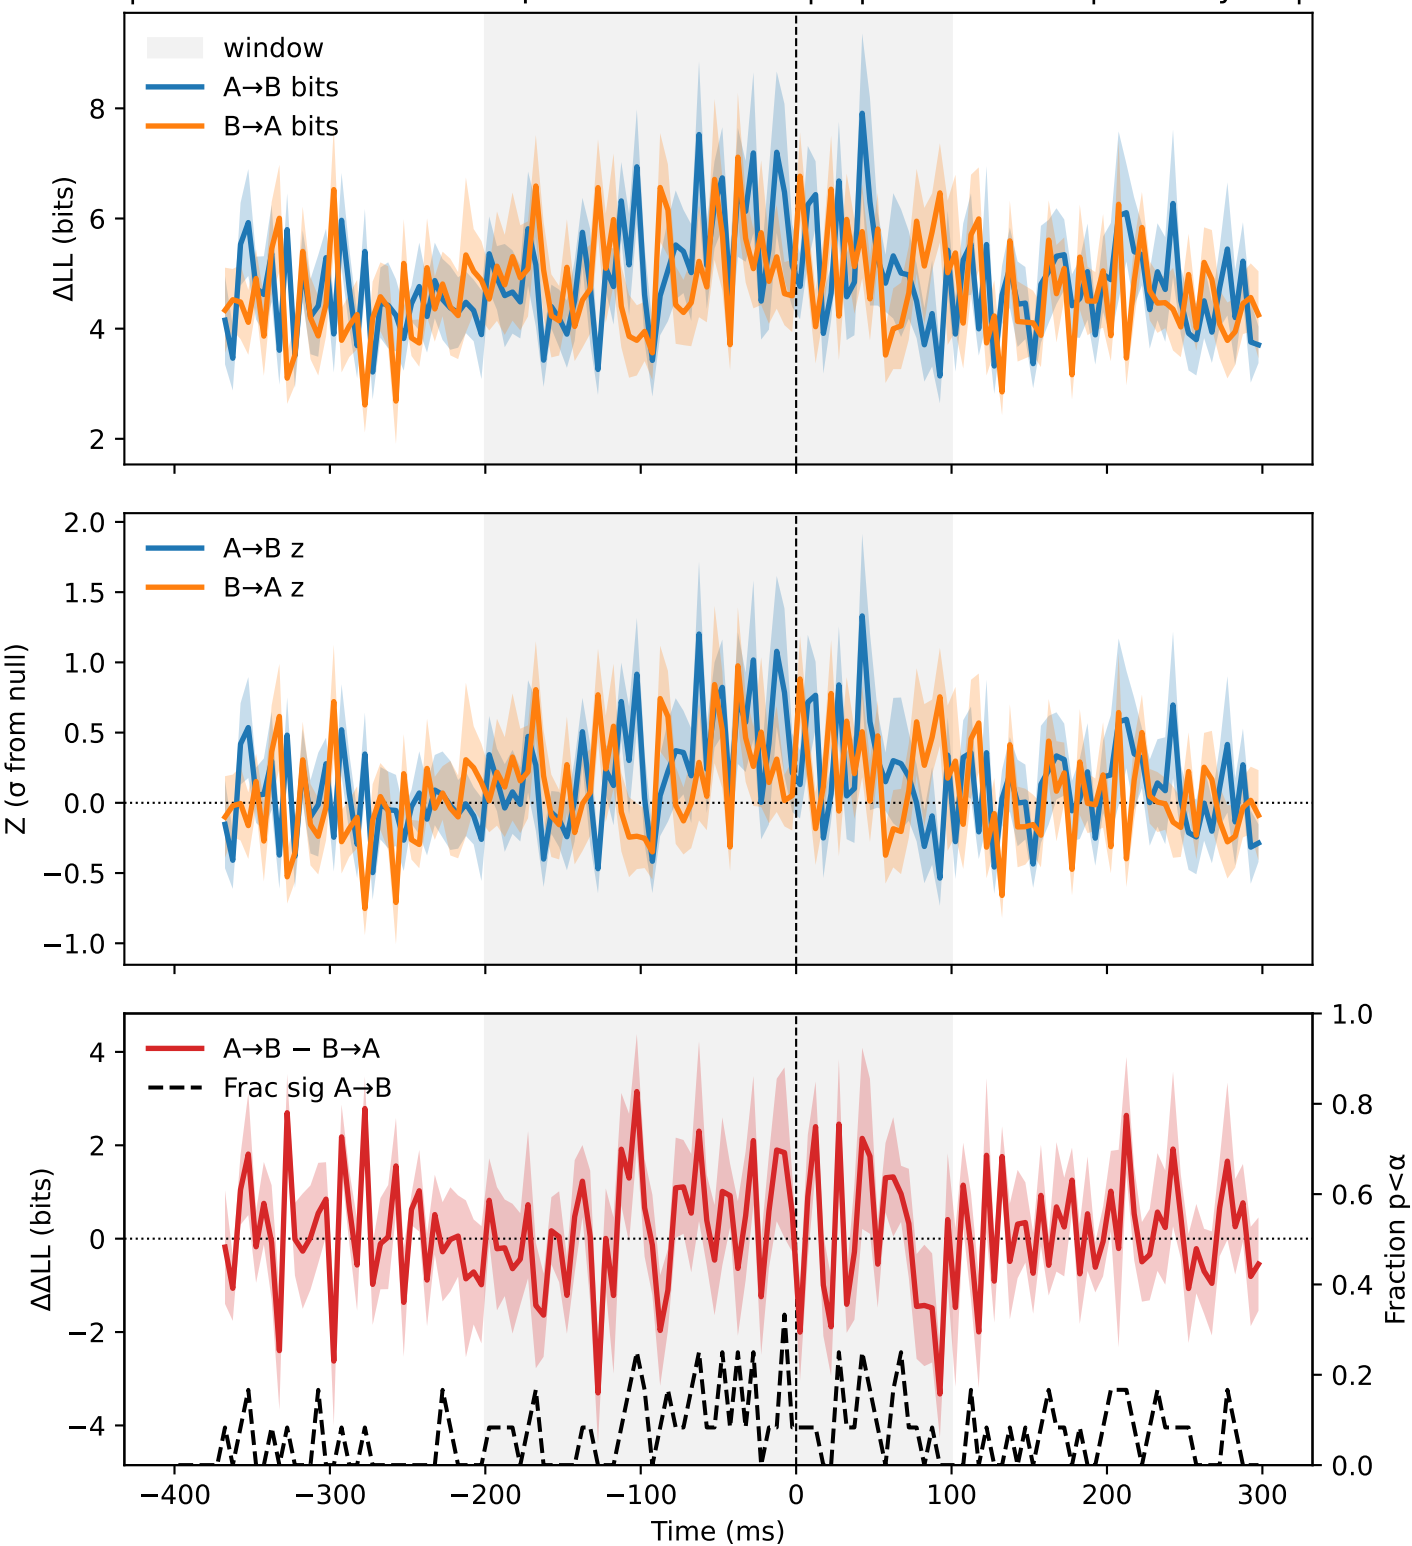 window
A→B bits
B→A bits
ΔLL (bits)
8
6
4
2
A→B z
B→A z
Z (σ from null)
2.0
1.5
1.0
0.5
0.0
−0.5
−1.0
A→B − B→A
Frac sig A→B
ΔΔLL (bits)
4
2
0
−2
−4
1.0
0.8
0.6
0.4
0.2
0.0
Fraction p<α
−400 −300 −200 −100 0 100 200 300
Time (ms)